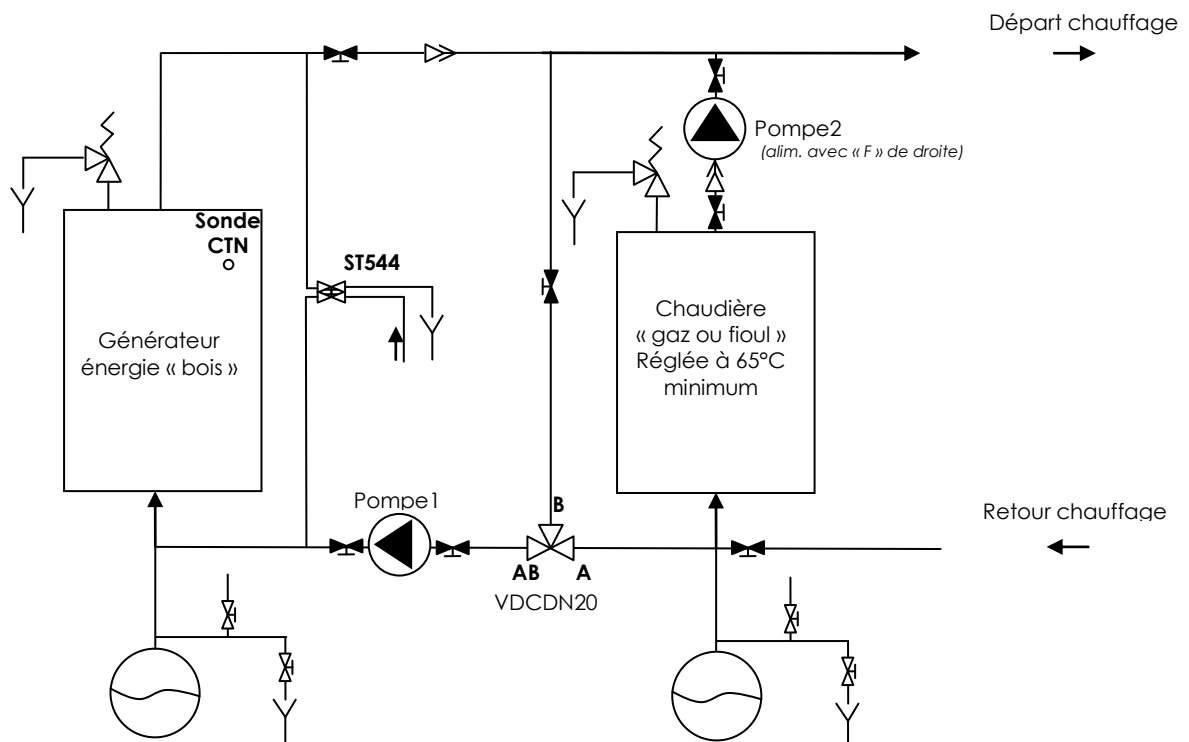 Départ chauffage
Pompe2
(alim. avec « F » de droite)
Sonde
CTN
ST544
Générateur
énergie « bois »
Chaudière
« gaz ou fioul »
Réglée à 65°C
minimum
Pompe1
B
Retour chauffage
AB
A
VDCDN20